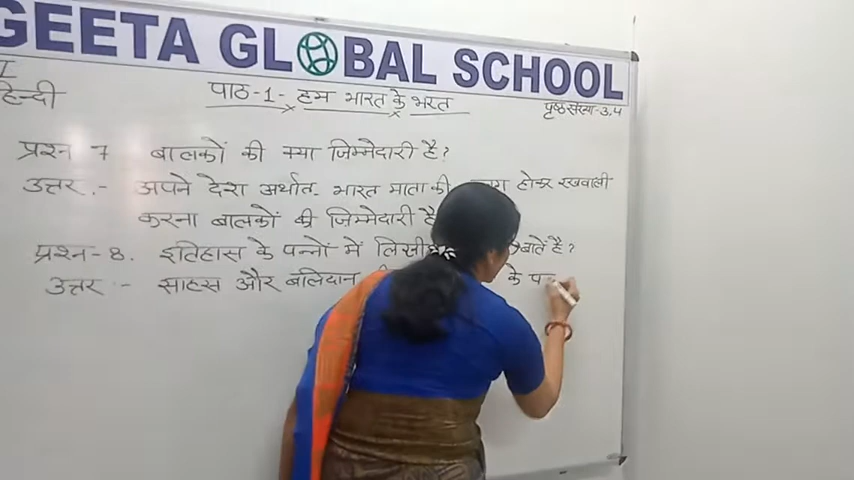 GEETA GLOBAL SCHOOL
हिन्दी
पाठ-1- हम भारत के भरत
पृष्ठ संख्या-3,4
प्रश्न 7 बालकों की क्या जिम्मेदारी है?
उत्तर.- अपने देश अर्थात- भारत माता की होकर रखवाली
करना बालकों की जिम्मेदारी है
प्रश्न-8. इतिहास के पन्नों में लिखी बातें है?
उत्तर :- साहस और बलिदान के प